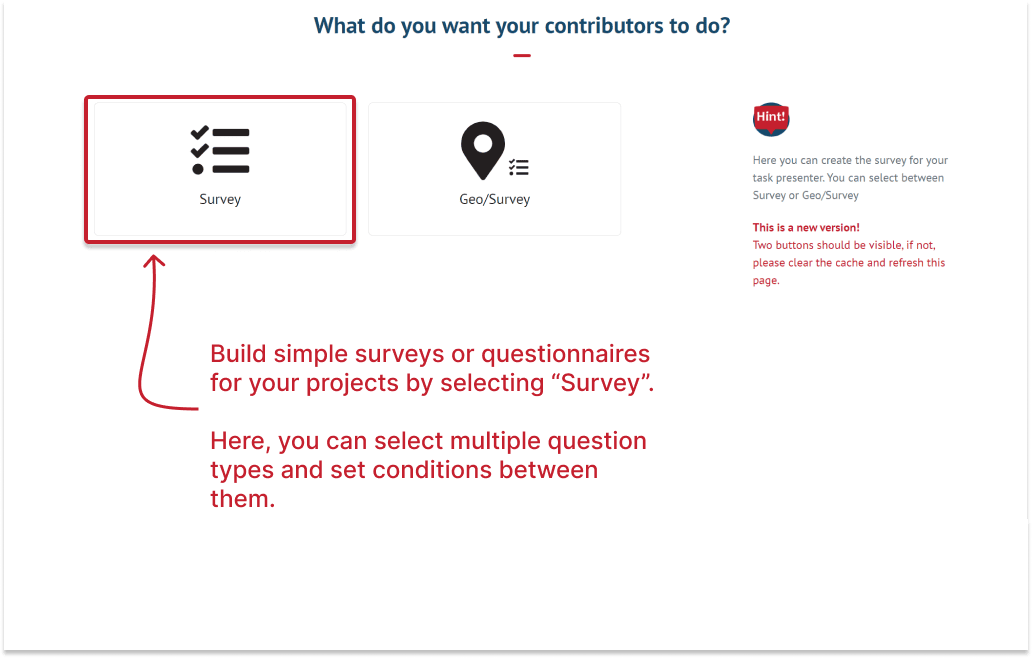 What do you want your contributors to do?
Survey
Geo/Survey
Hint!
Here you can create the survey for your
task presenter. You can select between
Survey or Geo/Survey
This is a new version!
Two buttons should be visible, if not,
please clear the cache and refresh this
page.
Build simple surveys or questionnaires
for your projects by selecting “Survey”.
Here, you can select multiple question
types and set conditions between
them.